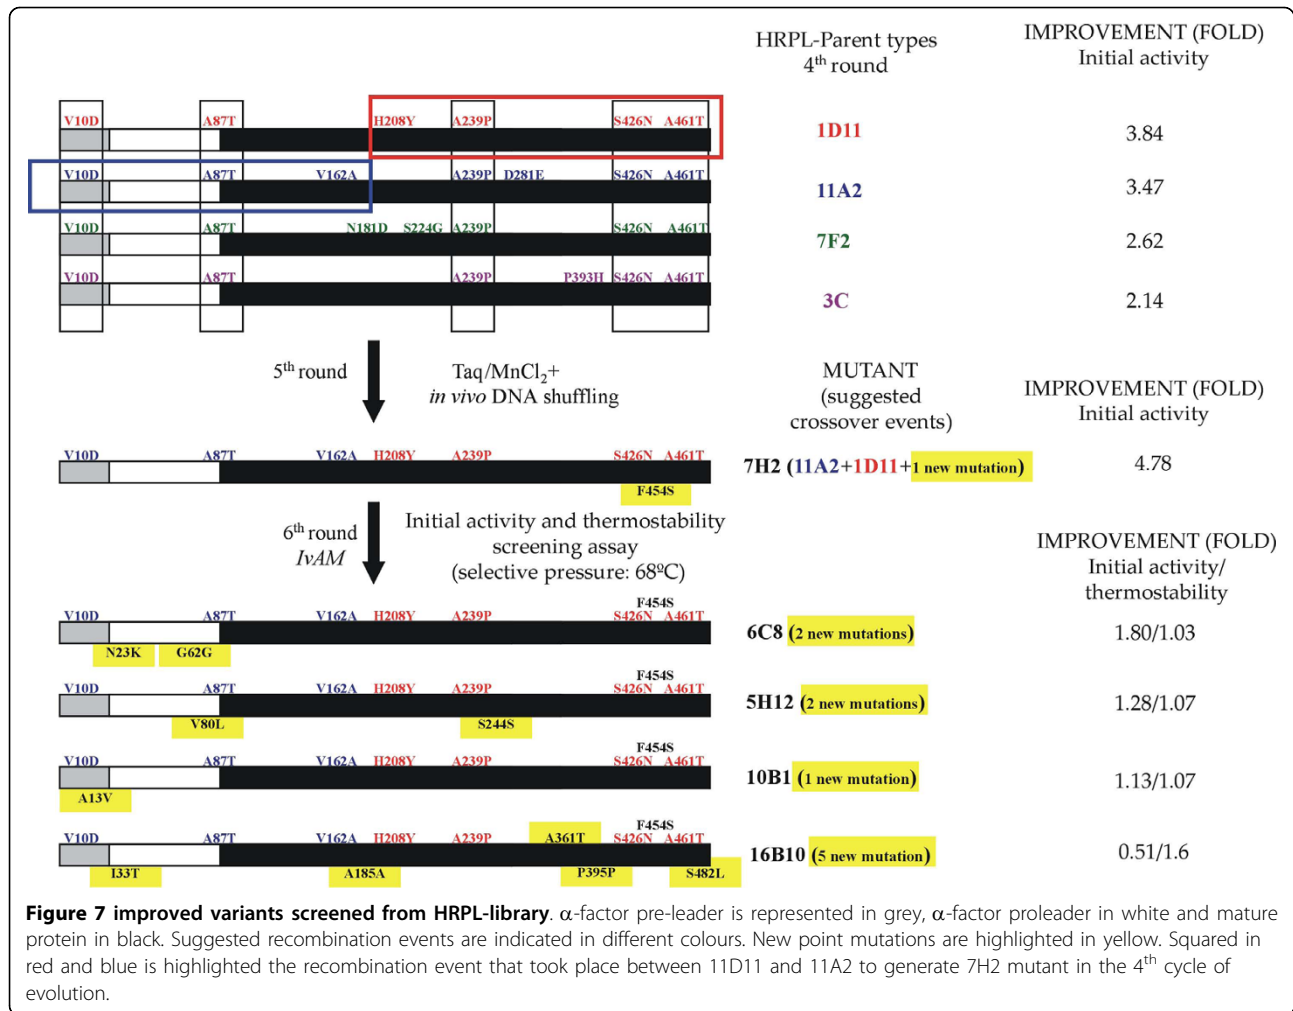 HRPL-Parent types
4th round
IMPROVEMENT (FOLD)
Initial activity
V10D A87T H208Y A239P S426N A461T
1D11
3.84
V10D A87T V162A A239P D281E S426N A461T
11A2
3.47
V10D A87T N181D S224G A239P S426N A461T
7F2
2.62
V10D A87T A239P P393H S426N A461T
3C
2.14
5th round
Taq/MnCl2+
in vivo DNA shuffling
MUTANT
(suggested
crossover events)
IMPROVEMENT (FOLD)
Initial activity
V10D A87T V162A H208Y A239P S426N A461T
F454S
7H2 (11A2+1D11+1 new mutation)
4.78
6th round
IvAM
Initial activity and thermostability
screening assay
(selective pressure: 68ºC)
IMPROVEMENT (FOLD)
Initial activity/
thermostability
F454S
V10D A87T V162A H208Y A239P S426N A461T
N23K G62G
6C8 (2 new mutations)
1.80/1.03
F454S
V10D A87T V162A H208Y A239P S426N A461T
V80L S244S
5H12 (2 new mutations)
1.28/1.07
F454S
V10D A87T V162A H208Y A239P S426N A461T
A13V
10B1 (1 new mutation)
1.13/1.07
F454S
V10D A87T V162A H208Y A239P A361T S426N A461T
I33T A185A P395P S482L
16B10 (5 new mutation)
0.51/1.6
Figure 7 improved variants screened from HRPL-library. α-factor pre-leader is represented in grey, α-factor proleader in white and mature
protein in black. Suggested recombination events are indicated in different colours. New point mutations are highlighted in yellow. Squared in
red and blue is highlighted the recombination event that took place between 11D11 and 11A2 to generate 7H2 mutant in the 4th cycle of
evolution.